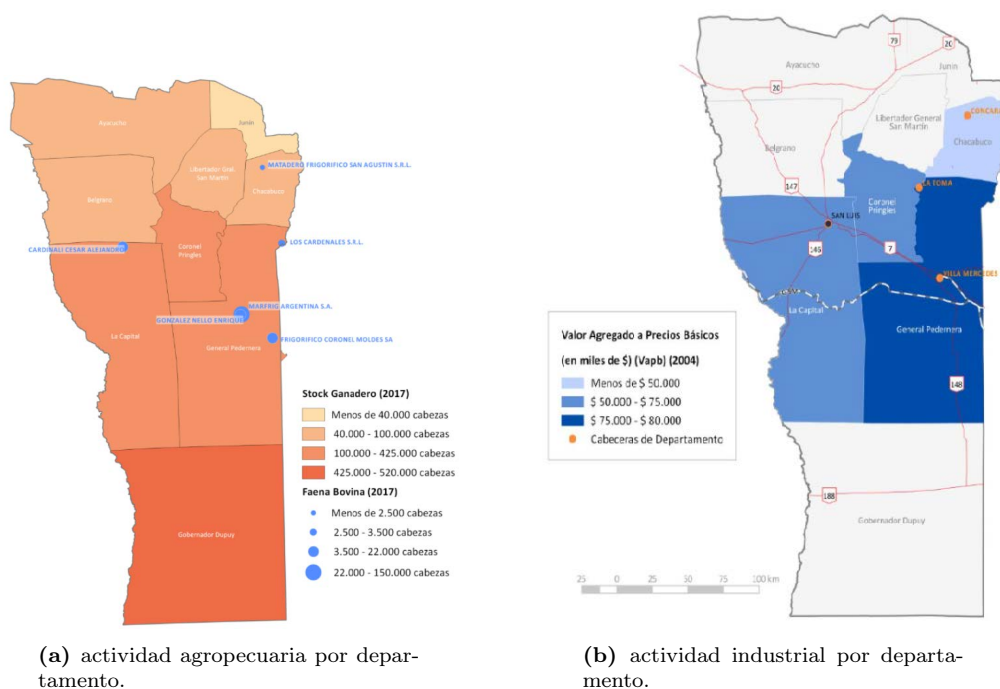 Ayacucho
Junín
MATADERO FRIGORIFICO SAN AGUSTIN S.R.L.
Libertador Gral.
San Martín
Chacabuco
Belgrano
CARDINALI CESAR ALEJANDRO
LOS CARDENALES S.R.L.
Coronel
Pringles
MARFRIG ARGENTINA S.A.
GONZALEZ NELLO ENRIQUE
FRIGORIFICO CORONEL MOLDES SA
La Capital
General Pedernera
Gobernador Dupuy
Stock Ganadero (2017)
Menos de 40.000 cabezas
40.000 - 100.000 cabezas
100.000 - 425.000 cabezas
425.000 - 520.000 cabezas
Faena Bovina (2017)
Menos de 2.500 cabezas
2.500 - 3.500 cabezas
3.500 - 22.000 cabezas
22.000 - 150.000 cabezas
(a) actividad agropecuaria por depar-
tamento.
79
20
Ayacucho
Junín
20
Libertador General
San Martín
CONCARÁ
Chacabuco
Belgrano
147
LA TOMA
Coronel
Pringles
SAN LUIS
146
7
VILLA MERCEDES
La Capital
General Pedernera
148
188
Gobernador Dupuy
Valor Agregado a Precios Básicos
(en miles de $) (Vapb) (2004)
Menos de $ 50.000
$ 50.000 - $ 75.000
$ 75.000 - $ 80.000
Cabeceras de Departamento
25 0 25 50 75 100 km
(b) actividad industrial por departa-
mento.